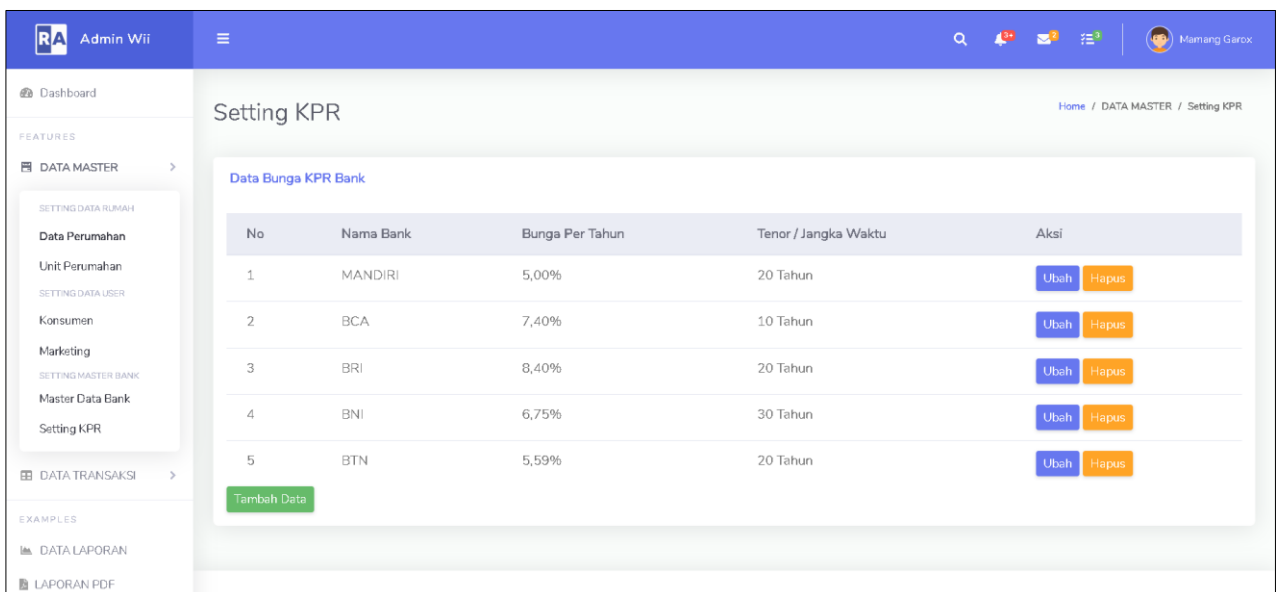 RA Admin Wii 3+ 2 3 Mamang Garox
Dashboard
Setting KPR Home / DATA MASTER / Setting KPR
FEATURES
DATA MASTER
Data Bunga KPR Bank
SETTING DATA RUMAH
Data Perumahan
Unit Perumahan
SETTING DATA USER
Konsumen
Marketing
SETTING MASTER BANK
Master Data Bank
Setting KPR
DATA TRANSAKSI
EXAMPLES
DATA LAPORAN
LAPORAN PDF
No Nama Bank Bunga Per Tahun Tenor / Jangka Waktu Aksi
1 MANDIRI 5,00% 20 Tahun Ubah Hapus
2 BCA 7,40% 10 Tahun Ubah Hapus
3 BRI 8,40% 20 Tahun Ubah Hapus
4 BNI 6,75% 30 Tahun Ubah Hapus
5 BTN 5,59% 20 Tahun Ubah Hapus
Tambah Data